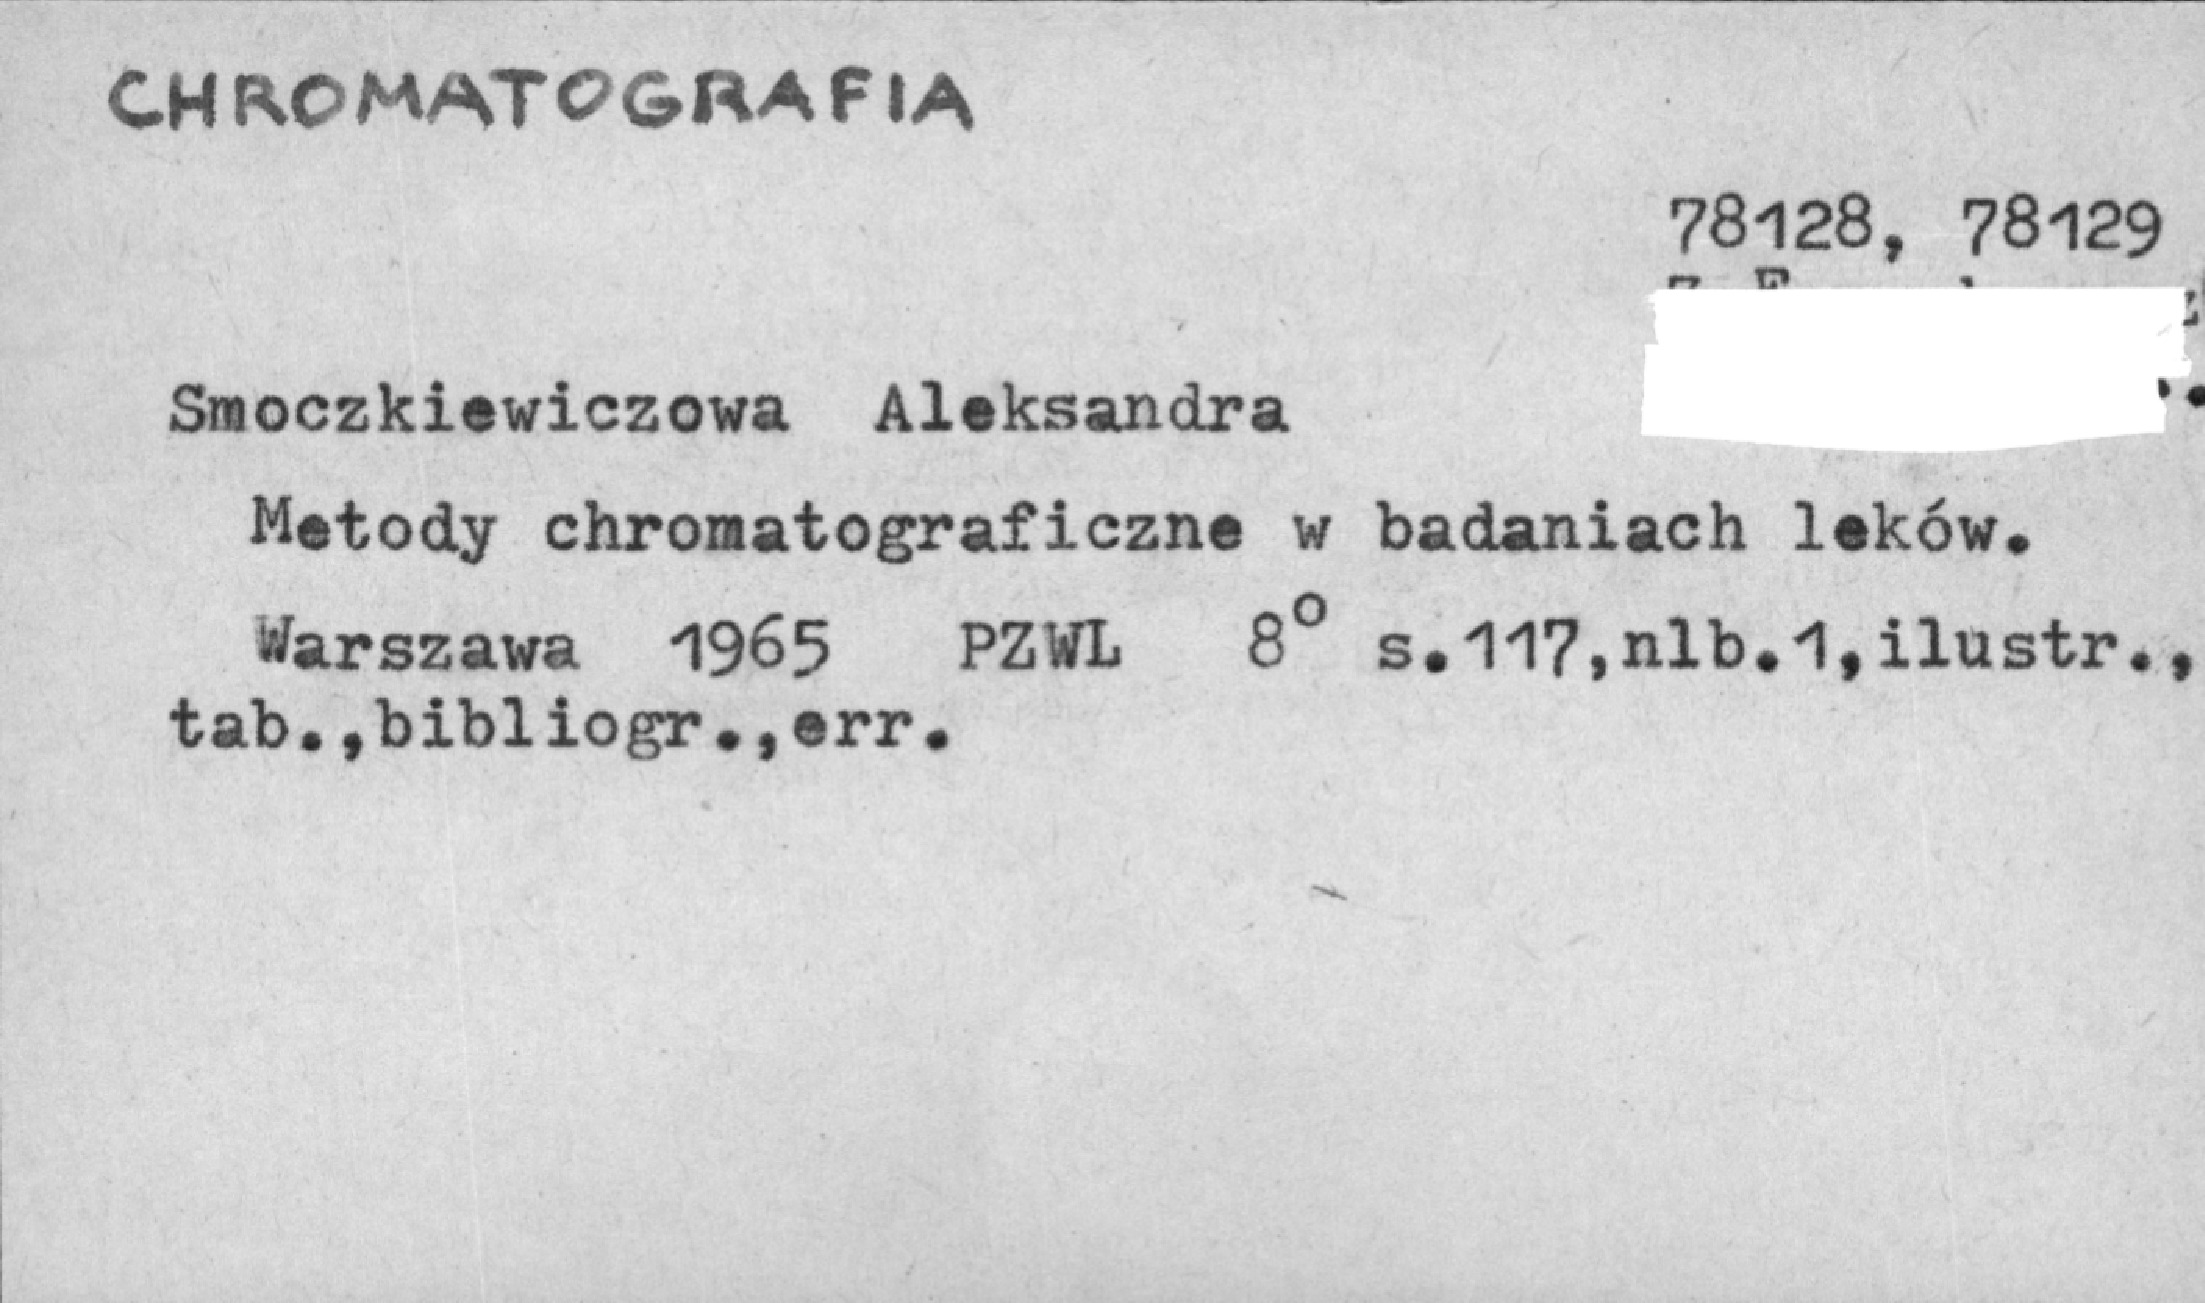 CHROMATOGRAFIA
78128, 78129
Smoczkiewiczowa Aleksandra
Metody chromatograficzne w badaniach leków.
Warszawa 1965 PZWL 8° s.117,nlb.1,ilustr.,
tab.,bibliogr.,err.